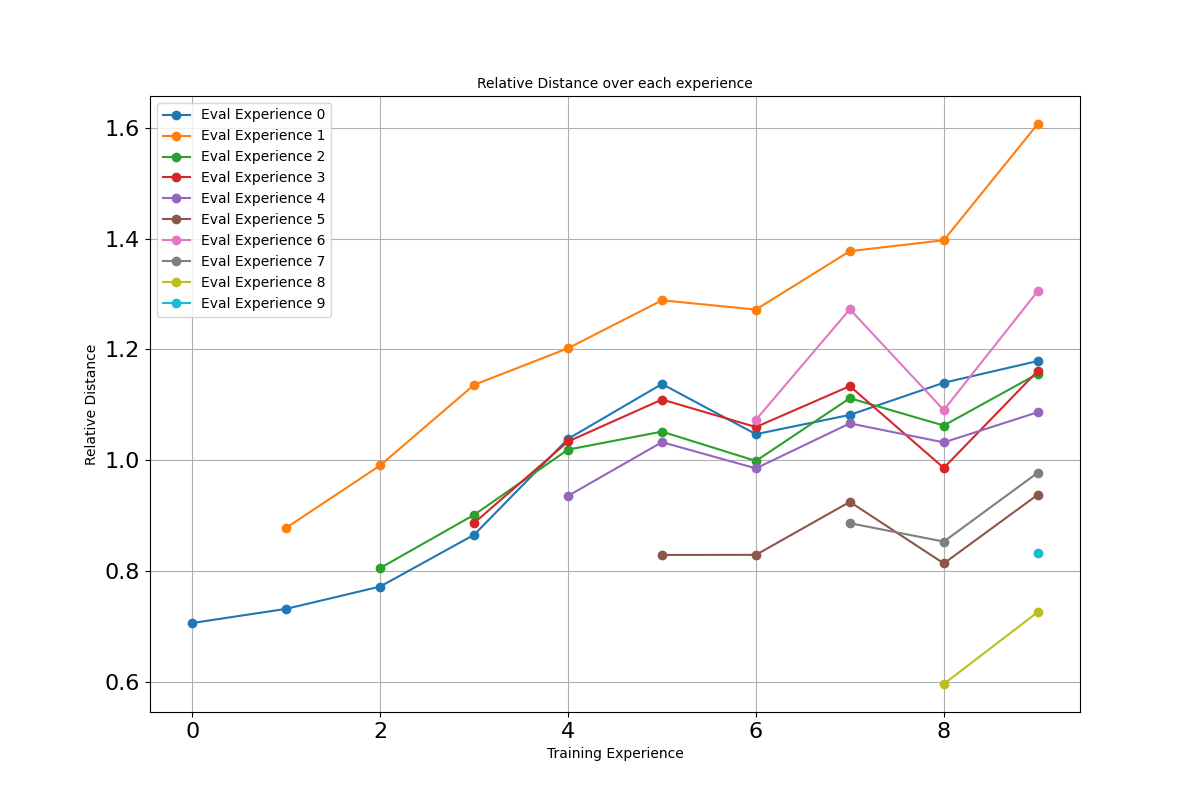 Relative Distance over each experience
Eval Experience 0
Eval Experience 1
Eval Experience 2
Eval Experience 3
Eval Experience 4
Eval Experience 5
Eval Experience 6
Eval Experience 7
Eval Experience 8
Eval Experience 9
1.6
1.4
1.2
1.0
0.8
0.6
Relative Distance
0 2 4 6 8
Training Experience